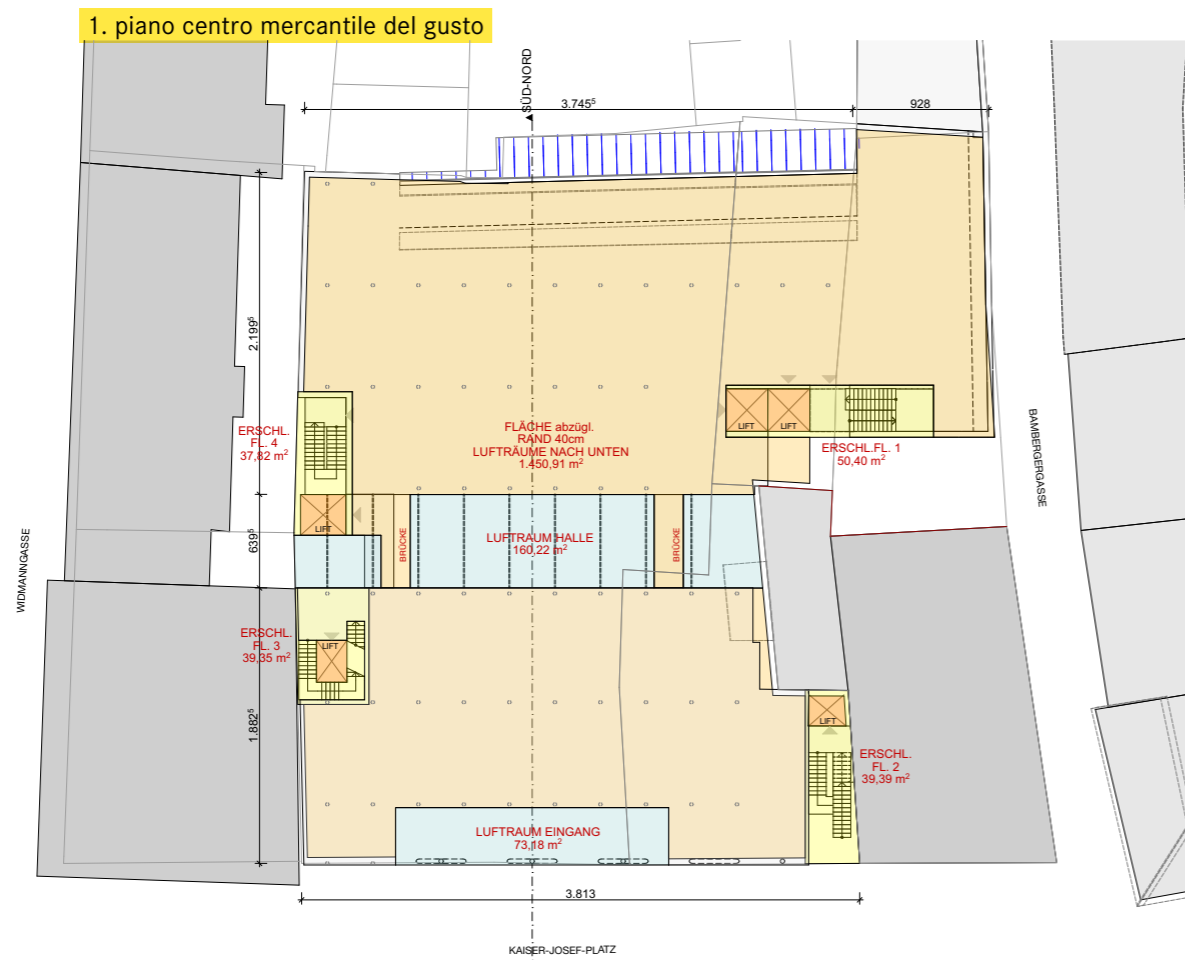 1. piano centro mercantile del gusto
SÜD-NORD
3.745⁵
928
2.199⁵
ERSCHL.
FL. 4
37,82 m²
FLÄCHE abzügl.
RAND 40cm
LUFTRÄUME NACH UNTEN
1.450,91 m²
LIFT
LIFT
ERSCHL.FL. 1
50,40 m²
BAMBERGERGASSE
LIFT
639⁵
BRÜCKE
LUFTRAUM HALLE
160,22 m²
BRÜCKE
WIDMANNGASSE
ERSCHL.
FL. 3
39,35 m²
LIFT
1.882⁵
LIFT
ERSCHL.
FL. 2
39,39 m²
LUFTRAUM EINGANG
73,18 m²
3.813
KAISER-JOSEF-PLATZ